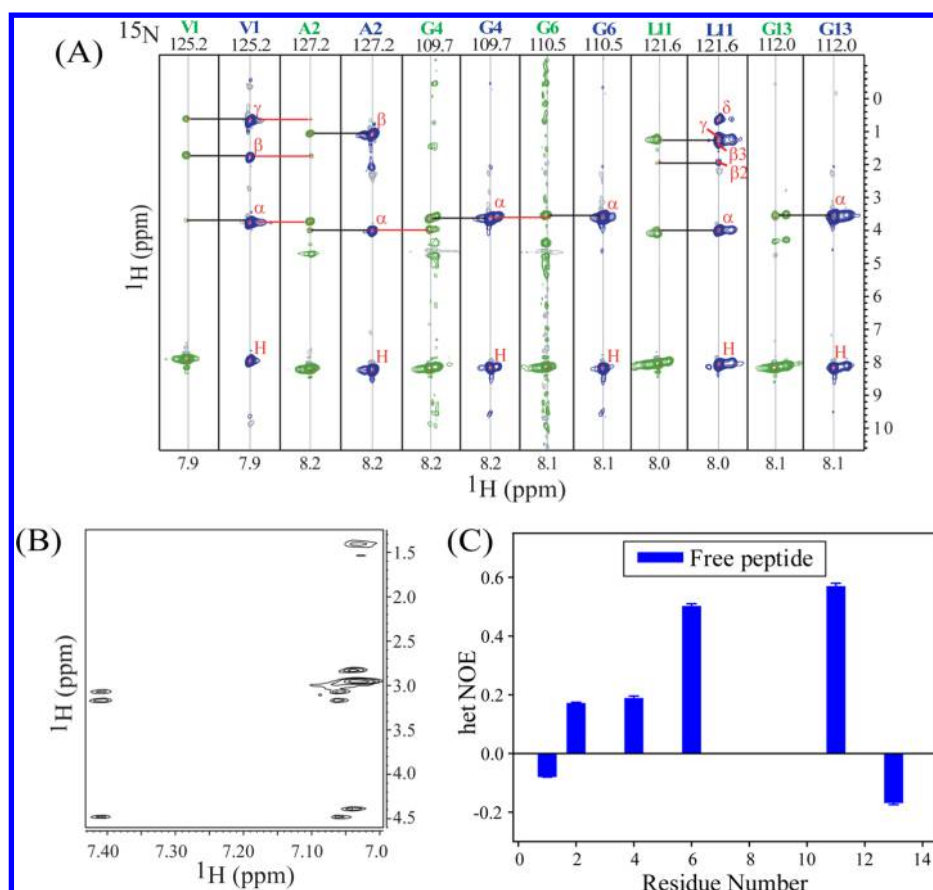 15N V1 V1 A2 A2 G4 G4 G6 G6 L11 L11 G13 G13
(A) 125.2 125.2 127.2 127.2 109.7 109.7 110.5 110.5 121.6 121.6 112.0 112.0
γ β α H
β α H
α H
α H
δ γ β3 β2 α H
α H
0
1
2
3
4
5
6
7
8
9
10
1H (ppm)
1H (ppm)
7.9 7.9 8.2 8.2 8.2 8.2 8.1 8.1 8.0 8.0 8.1 8.1
1H (ppm)
(B)
1.5
2.0
2.5
3.0
3.5
4.0
4.5
1H (ppm)
7.40 7.30 7.20 7.10 7.0
1H (ppm)
(C)
Free peptide
0.6
0.4
0.2
0.0
-0.2
het NOE
0 2 4 6 8 10 12 14
Residue Number